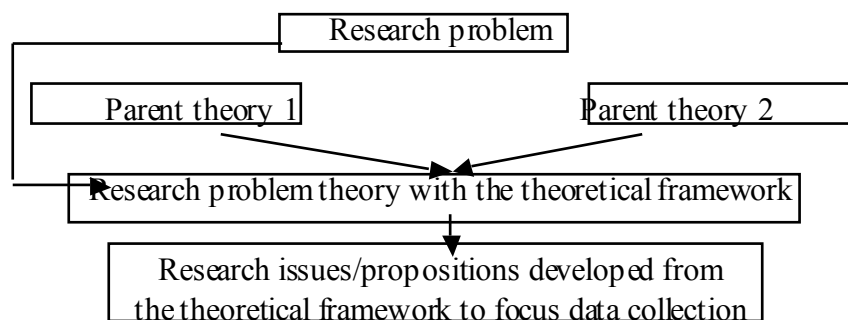 Research problem
Parent theory 1
Parent theory 2
Research problem theory with the theoretical framework
Research issues/propositions developed from
the theoretical framework to focus data collection